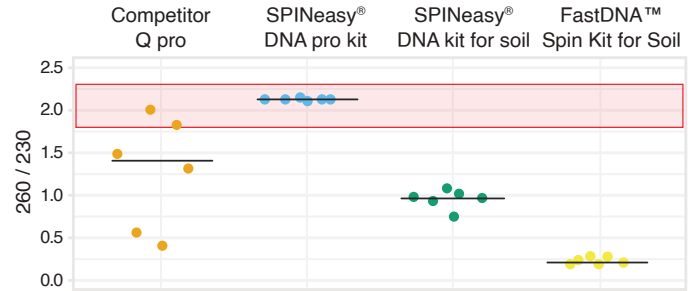 Competitor
Q pro
SPINeasy®
DNA pro kit
SPINeasy®
DNA kit for soil
FastDNA™
Spin Kit for Soil
260 / 230
2.5
2.0
1.5
1.0
0.5
0.0